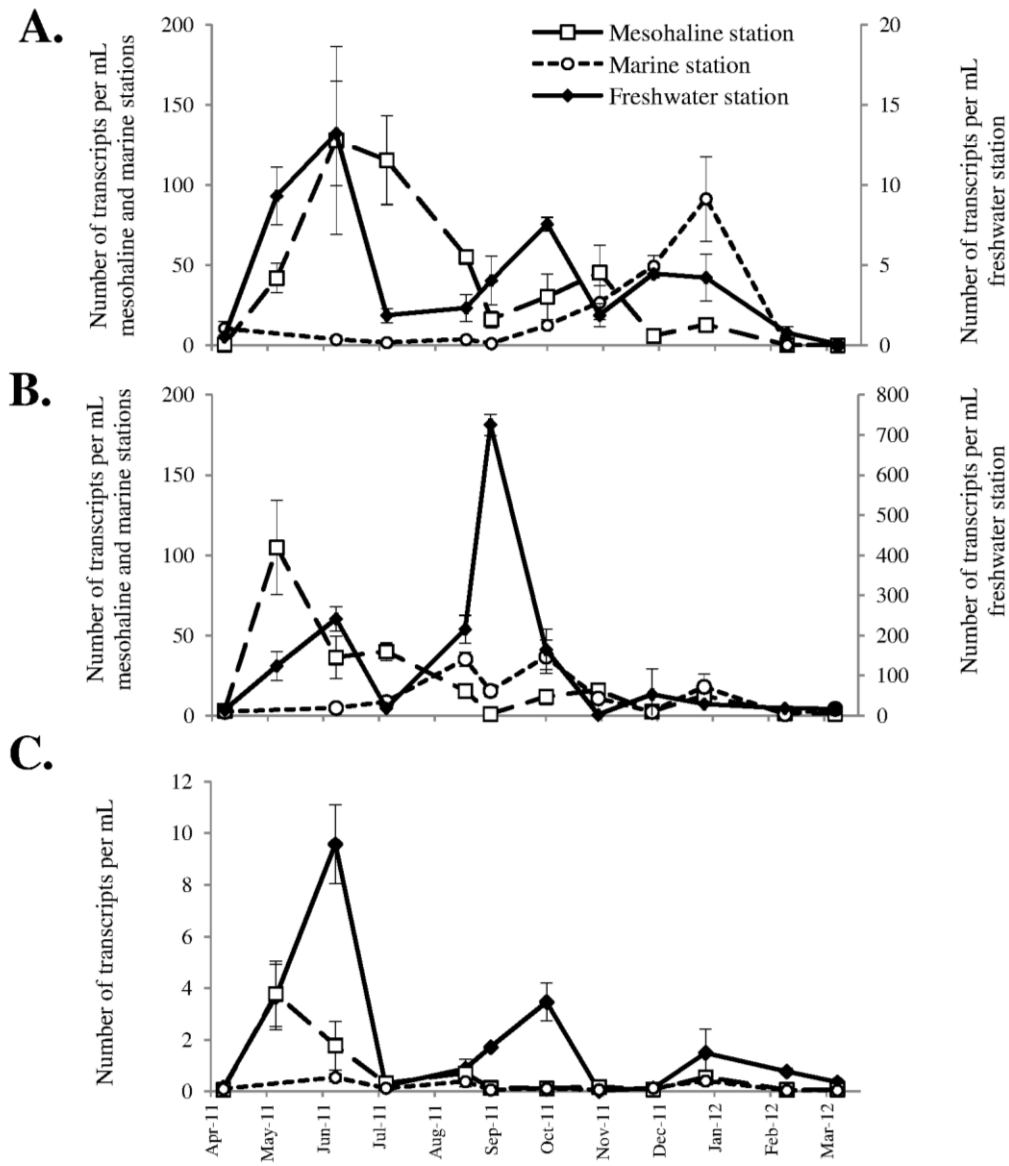 A.
Number of transcripts per mL
mesohaline and marine stations
200
150
100
50
0
Mesohaline station
Marine station
Freshwater station
20
15
10
5
0
Number of transcripts per mL
freshwater station
B.
Number of transcripts per mL
mesohaline and marine stations
200
150
100
50
0
800
700
600
500
400
300
200
100
0
Number of transcripts per mL
freshwater station
C.
Number of transcripts per mL
12
10
8
6
4
2
0
Apr-11
May-11
Jun-11
Jul-11
Aug-11
Sep-11
Oct-11
Nov-11
Dec-11
Jan-12
Feb-12
Mar-12